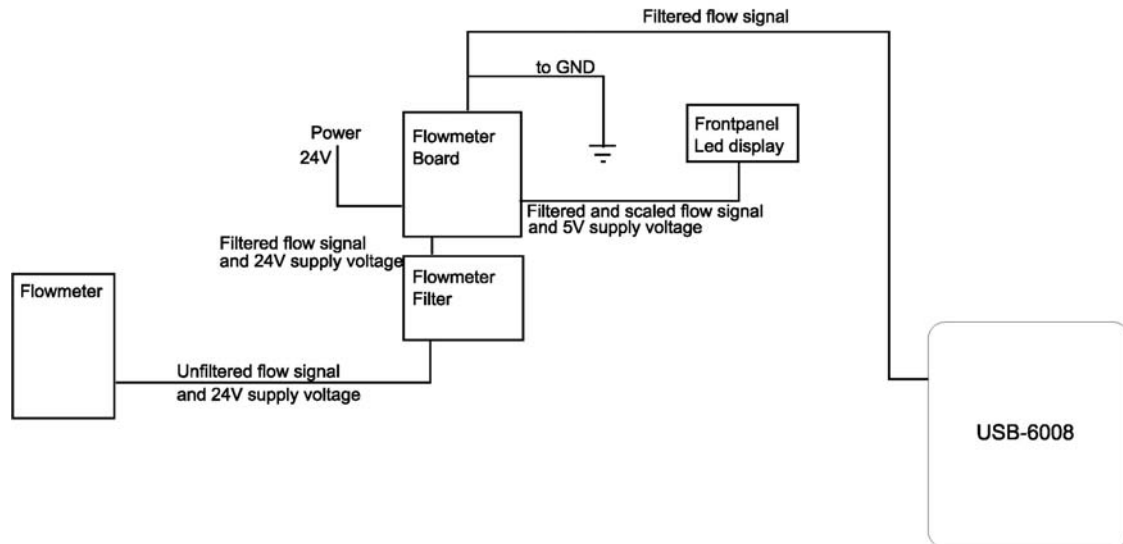 Filtered flow signal
to GND
Power
24V
Flowmeter
Board
Frontpanel
Led display
Filtered and scaled flow signal
and 5V supply voltage
Filtered flow signal
and 24V supply voltage
Flowmeter
Filter
Flowmeter
Unfiltered flow signal
and 24V supply voltage
USB-6008